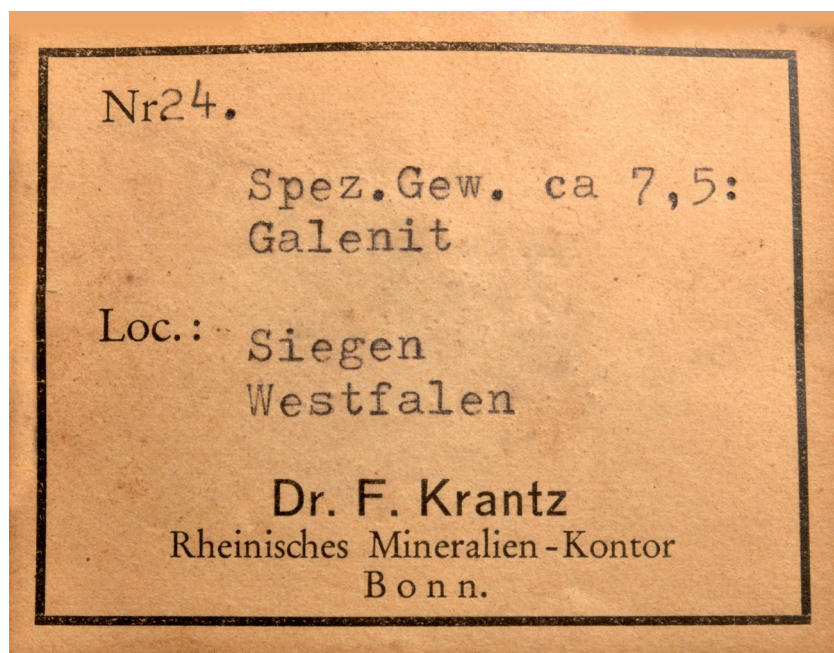 Nr24.
Spez.Gew. ca 7,5:
Galenit
Loc.: Siegen
Westfalen
Dr. F. Krantz
Rheinisches Mineralien-Kontor
Bonn.